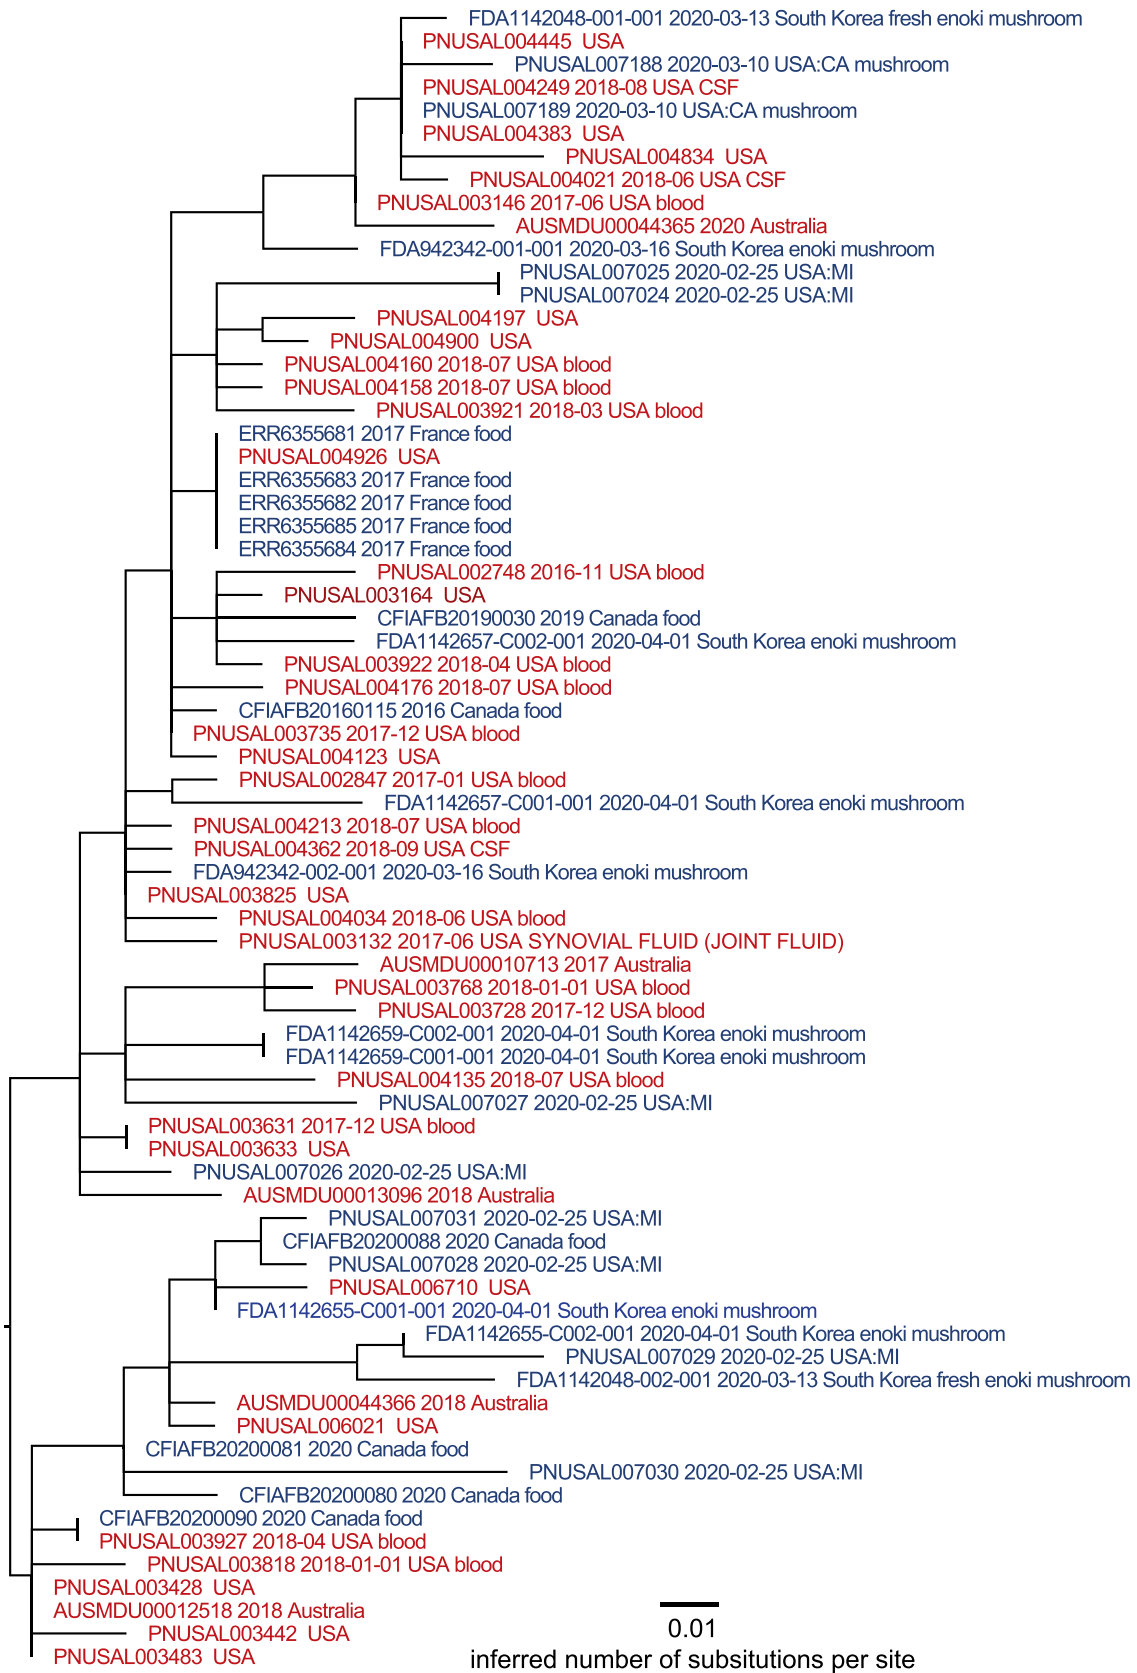 FDA1142048-001-001 2020-03-13 South Korea fresh enoki mushroom
PNUSAL004445 USA
PNUSAL007188 2020-03-10 USA:CA mushroom
PNUSAL004249 2018-08 USA CSF
PNUSAL007189 2020-03-10 USA:CA mushroom
PNUSAL004383 USA
PNUSAL004834 USA
PNUSAL004021 2018-06 USA CSF
PNUSAL003146 2017-06 USA blood
AUSMDU00044365 2020 Australia
FDA942342-001-001 2020-03-16 South Korea enoki mushroom
PNUSAL007025 2020-02-25 USA:MI
PNUSAL007024 2020-02-25 USA:MI
PNUSAL004197 USA
PNUSAL004900 USA
PNUSAL004160 2018-07 USA blood
PNUSAL004158 2018-07 USA blood
PNUSAL003921 2018-03 USA blood
ERR6355681 2017 France food
PNUSAL004926 USA
ERR6355683 2017 France food
ERR6355682 2017 France food
ERR6355685 2017 France food
ERR6355684 2017 France food
PNUSAL002748 2016-11 USA blood
PNUSAL003164 USA
CFIAFB20190030 2019 Canada food
FDA1142657-C002-001 2020-04-01 South Korea enoki mushroom
PNUSAL003922 2018-04 USA blood
PNUSAL004176 2018-07 USA blood
CFIAFB20160115 2016 Canada food
PNUSAL003735 2017-12 USA blood
PNUSAL004123 USA
PNUSAL002847 2017-01 USA blood
FDA1142657-C001-001 2020-04-01 South Korea enoki mushroom
PNUSAL004213 2018-07 USA blood
PNUSAL004362 2018-09 USA CSF
FDA942342-002-001 2020-03-16 South Korea enoki mushroom
PNUSAL003825 USA
PNUSAL004034 2018-06 USA blood
PNUSAL003132 2017-06 USA SYNOVIAL FLUID (JOINT FLUID)
AUSMDU00010713 2017 Australia
PNUSAL003768 2018-01-01 USA blood
PNUSAL003728 2017-12 USA blood
FDA1142659-C002-001 2020-04-01 South Korea enoki mushroom
FDA1142659-C001-001 2020-04-01 South Korea enoki mushroom
PNUSAL004135 2018-07 USA blood
PNUSAL007027 2020-02-25 USA:MI
PNUSAL003631 2017-12 USA blood
PNUSAL003633 USA
PNUSAL007026 2020-02-25 USA:MI
AUSMDU00013096 2018 Australia
PNUSAL007031 2020-02-25 USA:MI
CFIAFB20200088 2020 Canada food
PNUSAL007028 2020-02-25 USA:MI
PNUSAL006710 USA
FDA1142655-C001-001 2020-04-01 South Korea enoki mushroom
FDA1142655-C002-001 2020-04-01 South Korea enoki mushroom
PNUSAL007029 2020-02-25 USA:MI
FDA1142048-002-001 2020-03-13 South Korea fresh enoki mushroom
AUSMDU00044366 2018 Australia
PNUSAL006021 USA
CFIAFB20200081 2020 Canada food
PNUSAL007030 2020-02-25 USA:MI
CFIAFB20200080 2020 Canada food
CFIAFB20200090 2020 Canada food
PNUSAL003927 2018-04 USA blood
PNUSAL003818 2018-01-01 USA blood
PNUSAL003428 USA
AUSMDU00012518 2018 Australia
PNUSAL003442 USA
PNUSAL003483 USA
0.01
inferred number of subsitutions per site